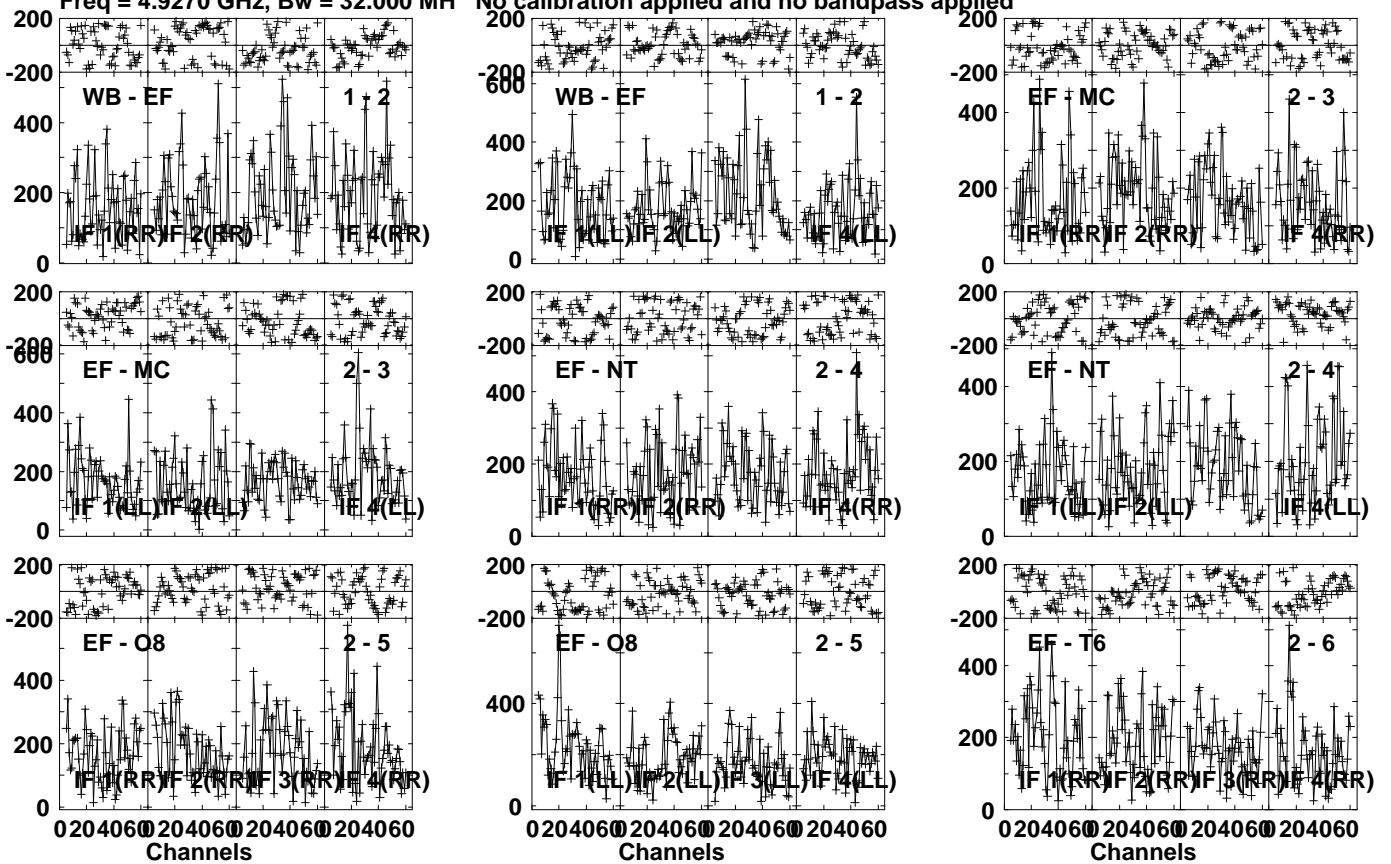 Freq = 4.9270 GHz, Bw = 32.000 MH No calibration applied and no bandpass applied
200
-200
WB - EF 1 - 2
400
200
IF 1(RR) IF 2(RR) IF 4(RR)
0
200
-200
600
WB - EF 1 - 2
400
200
IF 1(LL) IF 2(LL) IF 4(LL)
0
200
-200
EF - MC 2 - 3
400
200
IF 1(RR) IF 2(RR) IF 4(RR)
0
200
-200
600
EF - MC 2 - 3
400
200
IF 1(LL) IF 2(LL) IF 4(LL)
0
200
-200
EF - NT 2 - 4
400
200
IF 1(RR) IF 2(RR) IF 4(RR)
0
200
-200
EF - NT 2 - 4
400
200
IF 1(LL) IF 2(LL) IF 4(LL)
0
200
-200
EF - O8 2 - 5
400
200
IF 1(RR) IF 2(RR) IF 3(RR) IF 4(RR)
0
0 20 40 60 0 20 40 60 0 20 40 60 0 20 40 60
Channels
200
-200
EF - O8 2 - 5
400
IF 1(LL) IF 2(LL) IF 3(LL) IF 4(LL)
0
0 20 40 60 0 20 40 60 0 20 40 60 0 20 40 60
Channels
200
-200
EF - T6 2 - 6
400
200
IF 1(RR) IF 2(RR) IF 3(RR) IF 4(RR)
0
0 20 40 60 0 20 40 60 0 20 40 60 0 20 40 60
Channels